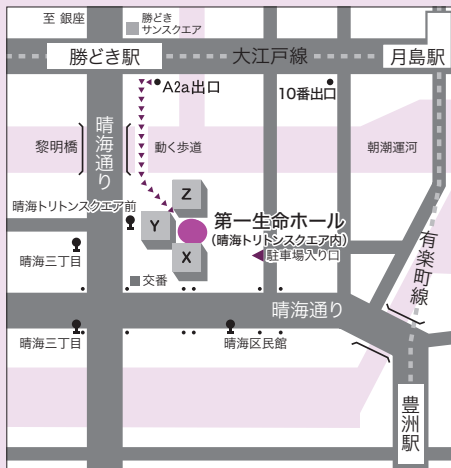 至 銀座
勝どき
サンスクエア
勝どき駅
大江戸線
月島駅
A2a出口
10番出口
黎明橋
晴海通り
動く歩道
朝潮運河
晴海トリトンスクエア前
Z
Y
X
第一生命ホール
(晴海トリトンスクエア内)
駐車場入り口
有楽町線
晴海三丁目
交番
晴海通り
晴海三丁目
晴海区民館
豊洲駅